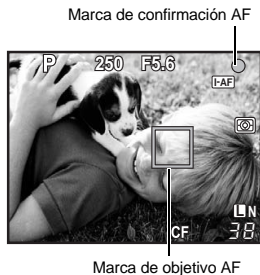 Marca de confirmación AF
P 250 F5.6
I-AF
L N
CF 38
Marca de objetivo AF